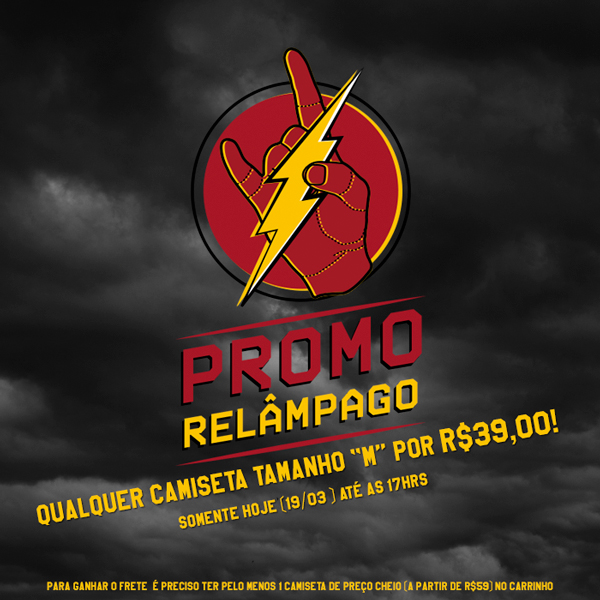 PROMO
RELÂMPAGO
QUALQUER CAMISETA TAMANHO "M" POR R$39,00!
SOMENTE HOJE (19/03 ) ATÉ AS 17HRS
PARA GANHAR O FRETE É PRECISO TER PELO MENOS 1 CAMISETA DE PREÇO CHEIO (A PARTIR DE R$59) NO CARRINHO